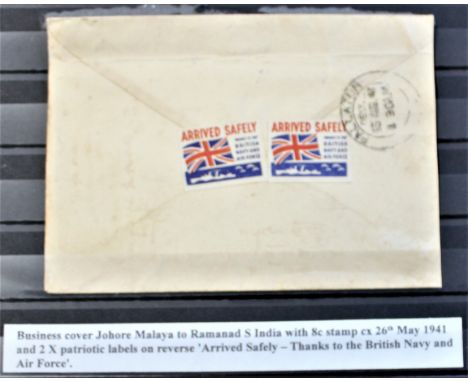 ARRIVED SAFELY
THANKS TO THE
BRITISH
NAVY AND
AIR FORCE
ARRIVED SAFELY
THANKS TO THE
BRITISH
NAVY AND
AIR FORCE
Business cover Johore Malaya to Ramanad S India with 8c stamp cx 26th May 1941
and 2 X patriotic labels on reverse 'Arrived Safely – Thanks to the British Navy and
Air Force'.